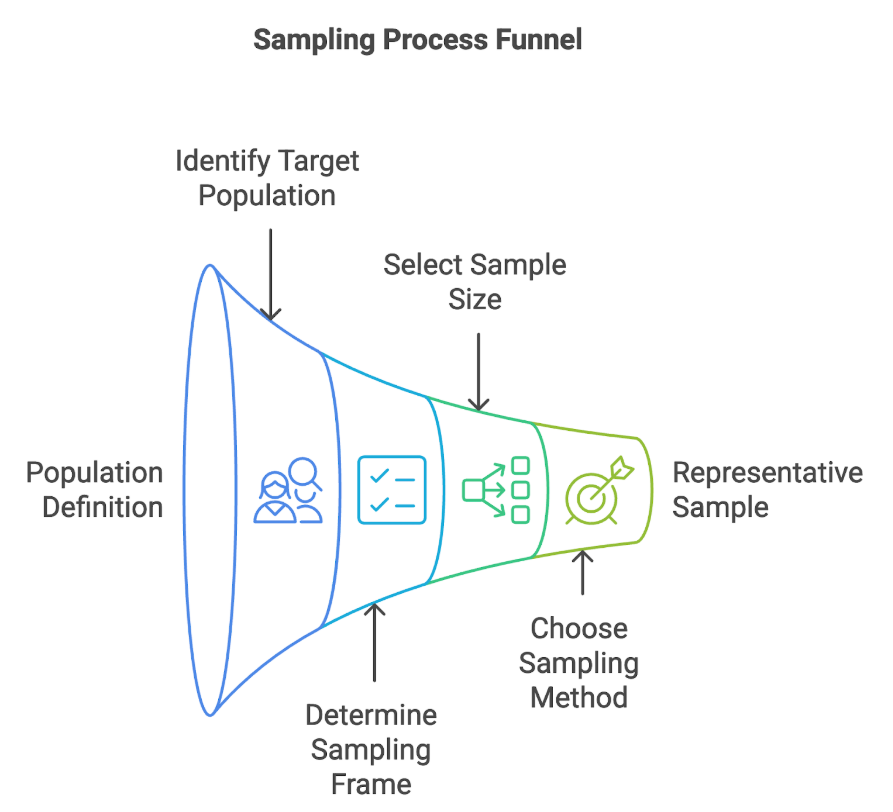 Sampling Process Funnel
Identify Target
Population
Select Sample
Size
Population
Definition
Representative
Sample
Choose
Sampling
Method
Determine
Sampling
Frame